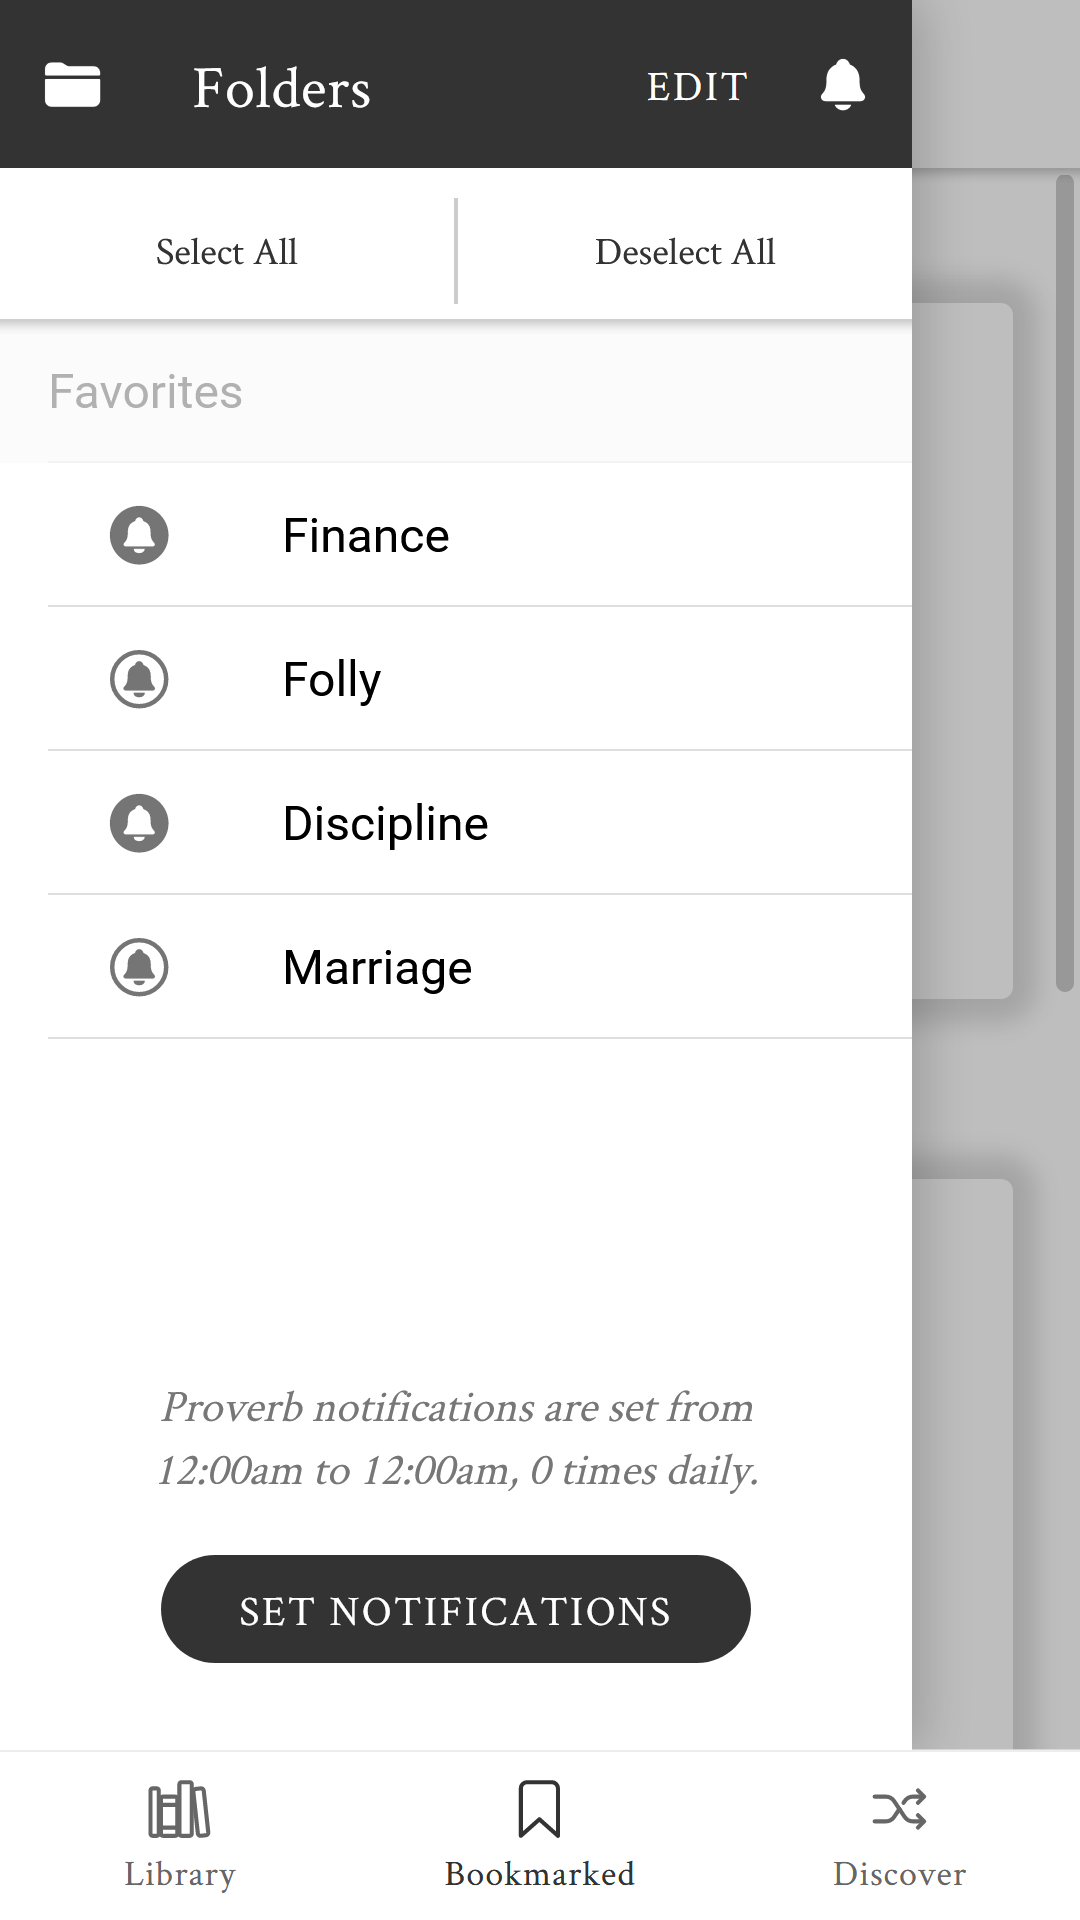 Folders
EDIT
Select All
Deselect All
Favorites
Finance
Folly
Discipline
Marriage
Proverb notifications are set from
12:00am to 12:00am, 0 times daily.
SET NOTIFICATIONS
Library
Bookmarked
Discover